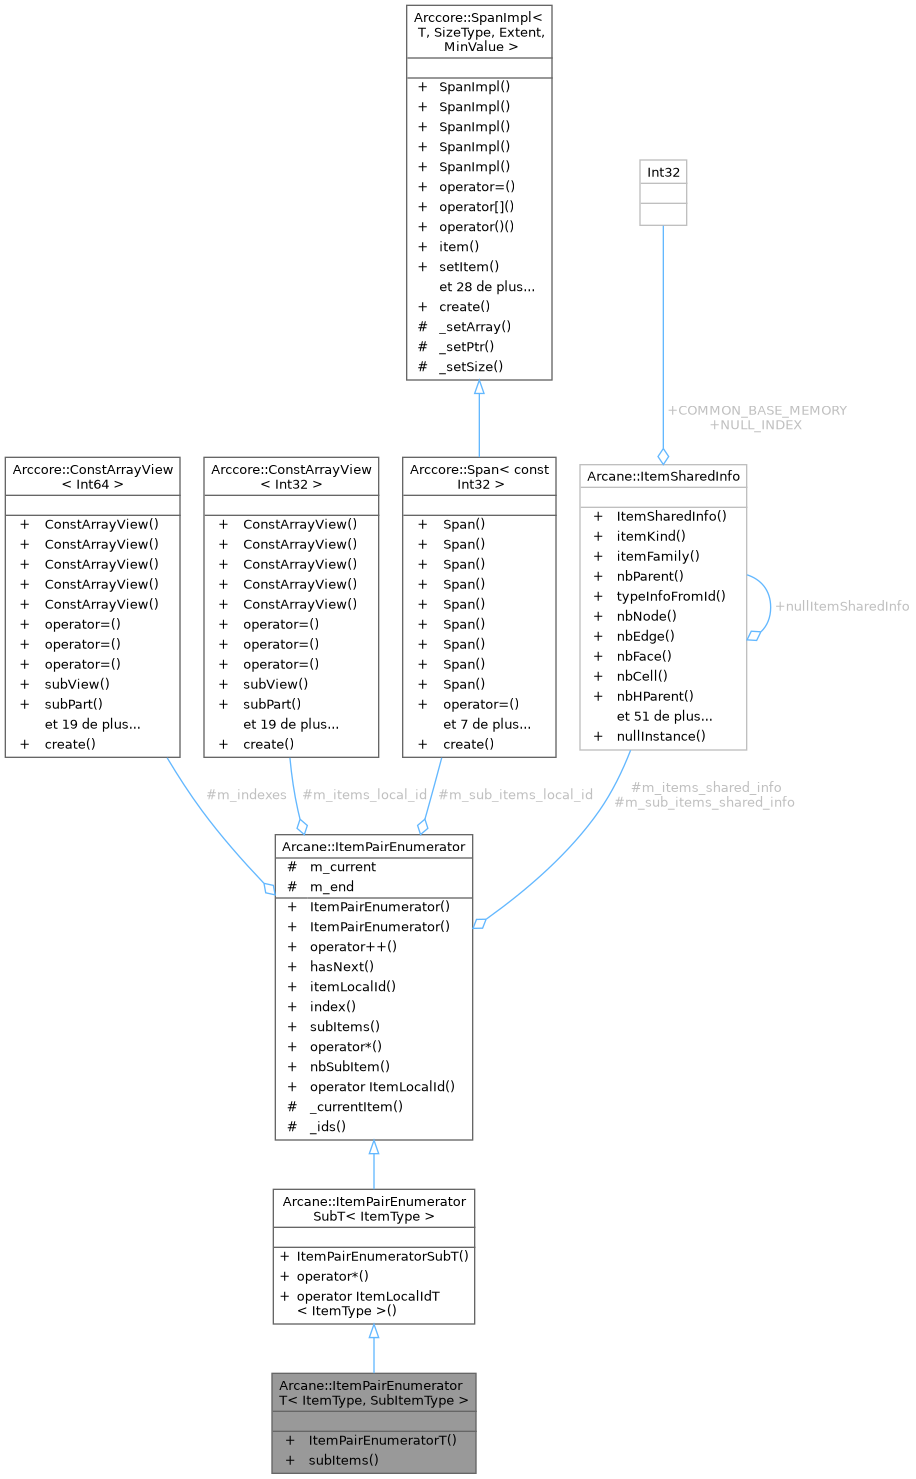 Arccore::SpanImpl<
T, SizeType, Extent,
MinValue >
+ SpanImpl()
+ SpanImpl()
+ SpanImpl()
+ SpanImpl()
+ SpanImpl()
+ operator=()
+ operator[]()
+ operator()()
+ item()
+ setItem()
et 28 de plus...
+ create()
# _setArray()
# _setPtr()
# _setSize()
Int32
+COMMON_BASE_MEMORY
+NULL_INDEX
Arccore::ConstArrayView
< Int64 >
+ ConstArrayView()
+ ConstArrayView()
+ ConstArrayView()
+ ConstArrayView()
+ ConstArrayView()
+ operator=()
+ operator=()
+ operator=()
+ subView()
+ subPart()
et 19 de plus...
+ create()
Arccore::ConstArrayView
< Int32 >
+ ConstArrayView()
+ ConstArrayView()
+ ConstArrayView()
+ ConstArrayView()
+ ConstArrayView()
+ operator=()
+ operator=()
+ operator=()
+ subView()
+ subPart()
et 19 de plus...
+ create()
Arccore::Span< const
Int32 >
+ Span()
+ Span()
+ Span()
+ Span()
+ Span()
+ Span()
+ Span()
+ Span()
+ Span()
+ operator=()
et 7 de plus...
+ create()
Arcane::ItemSharedInfo
+ ItemSharedInfo()
+ itemKind()
+ itemFamily()
+ nbParent()
+ typeInfoFromId()
+ nbNode()
+ nbEdge()
+ nbFace()
+ nbCell()
+ nbHParent()
et 51 de plus...
+ nullInstance()
+nullItemSharedInfo
#m_indexes
#m_items_local_id
#m_sub_items_local_id
#m_items_shared_info
#m_sub_items_shared_info
Arcane::ItemPairEnumerator
# m_current
# m_end
+ ItemPairEnumerator()
+ ItemPairEnumerator()
+ operator++()
+ hasNext()
+ itemLocalId()
+ index()
+ subItems()
+ operator*()
+ nbSubItem()
+ operator ItemLocalId()
# _currentItem()
# _ids()
Arcane::ItemPairEnumerator
SubT< ItemType >
+ ItemPairEnumeratorSubT()
+ operator*()
+ operator ItemLocalIdT
< ItemType >()
Arcane::ItemPairEnumerator
T< ItemType, SubItemType >
+ ItemPairEnumeratorT()
+ subItems()